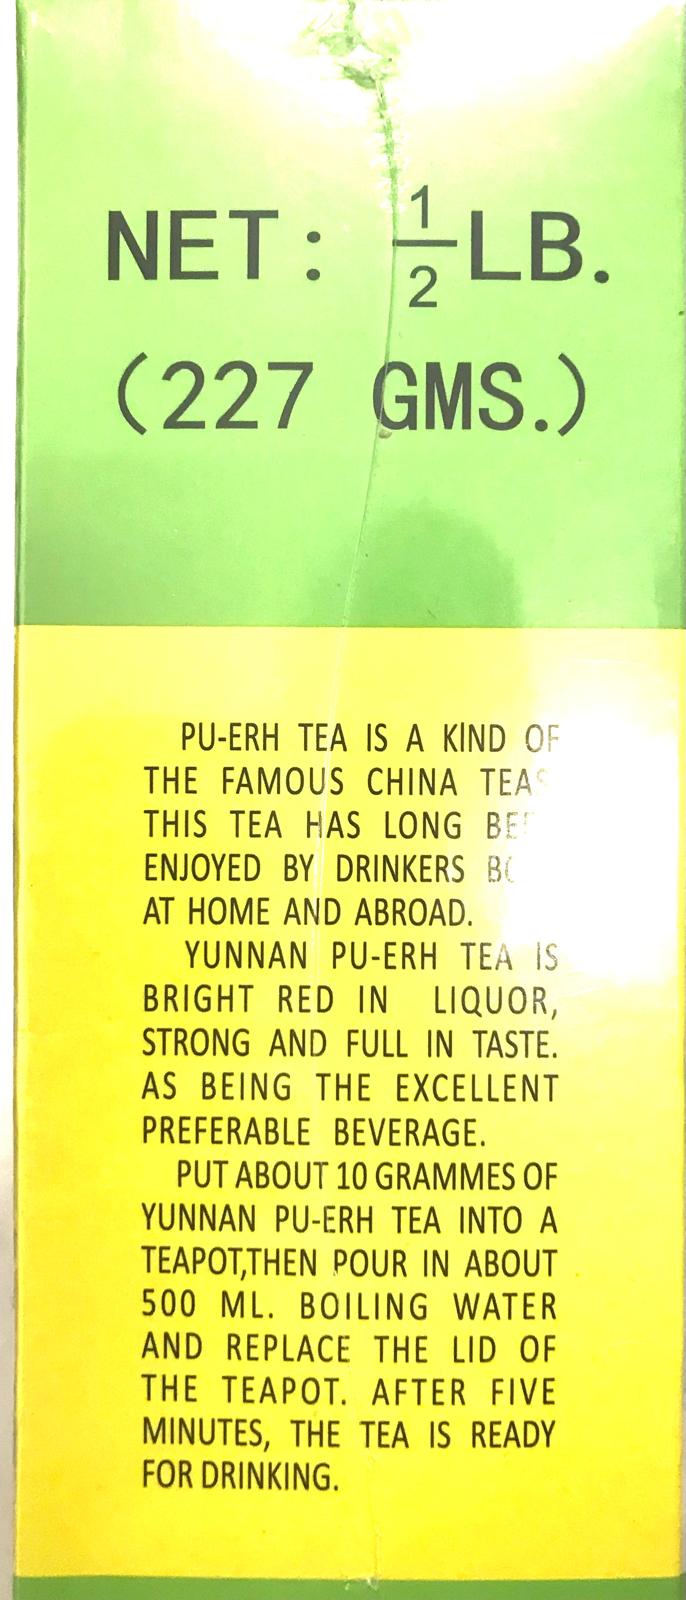 NET: 1/2 LB.
(227 GMS.)
PU-ERH TEA IS A KIND OF
THE FAMOUS CHINA TEAS
THIS TEA HAS LONG
ENJOYED BY DRINKERS
AT HOME AND ABROAD.
YUNNAN PU-ERH TEA IS
BRIGHT RED IN LIQUOR,
STRONG AND FULL IN TASTE.
AS BEING THE EXCELLENT
PREFERABLE BEVERAGE.
PUT ABOUT 10 GRAMMES OF
YUNNAN PU-ERH TEA INTO A
TEAPOT,THEN POUR IN ABOUT
500 ML. BOILING WATER
AND REPLACE THE LID OF
THE TEAPOT. AFTER FIVE
MINUTES, THE TEA IS READY
FOR DRINKING.